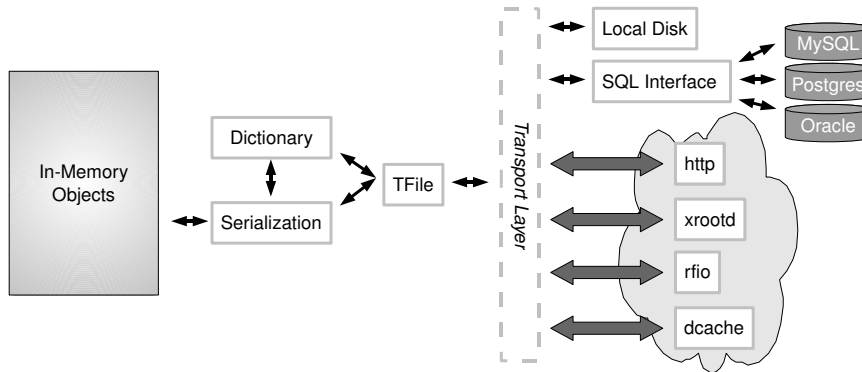 In-Memory
Objects
Dictionary
Serialization
TFile
Transport Layer
Local Disk
SQL Interface
MySQL
Postgres
Oracle
http
xrootd
rfio
dcache